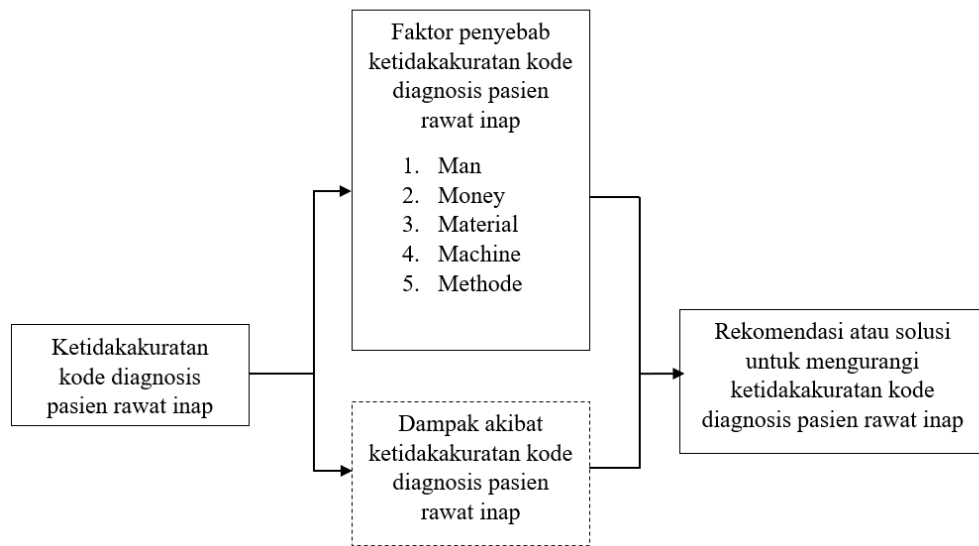 Faktor penyebab
ketidakakuratan kode
diagnosis pasien
rawat inap
1. Man
2. Money
3. Material
4. Machine
5. Methode
Ketidakakuratan
kode diagnosis
pasien rawat inap
Dampak akibat
ketidakakuratan kode
diagnosis pasien
rawat inap
Rekomendasi atau solusi
untuk mengurangi
ketidakakuratan kode
diagnosis pasien rawat inap